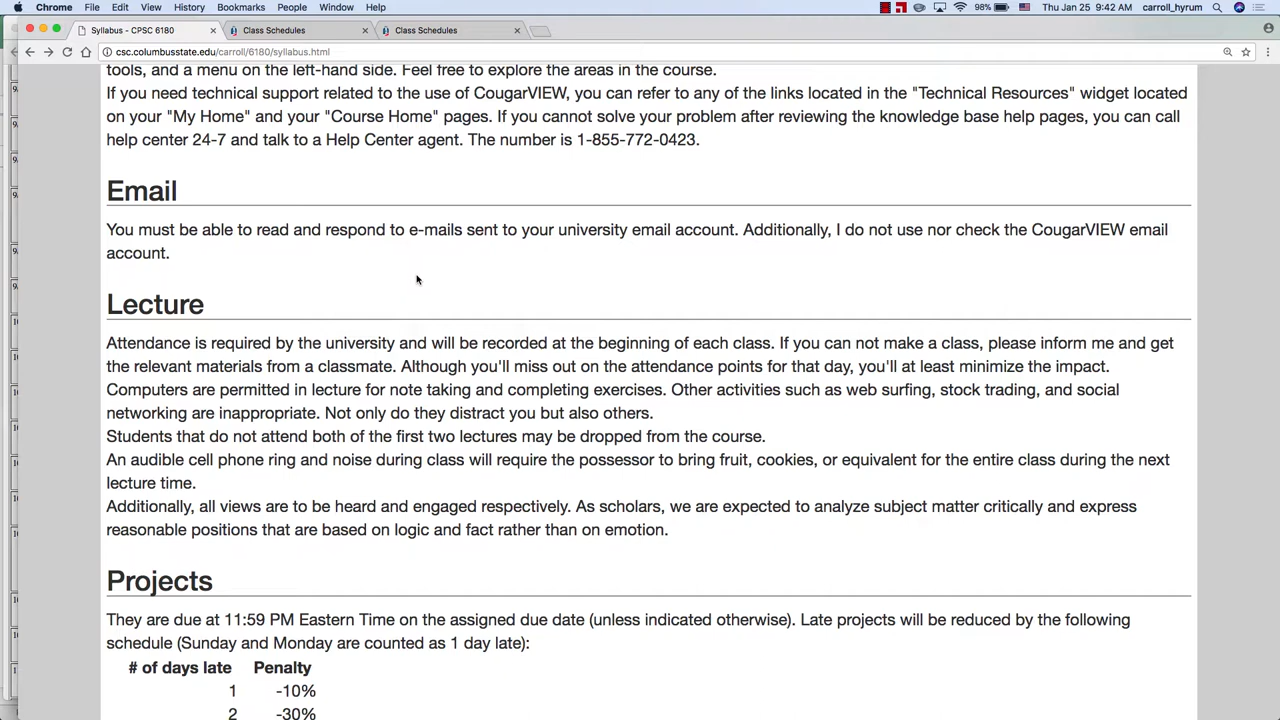 Chrome File Edit View History Bookmarks People Window Help 98% Thu Jan 25 9:42 AM carroll_hyrum
Syllabus - CPSC 6180 Class Schedules Class Schedules
csc.columbusstate.edu/carroll/6180/syllabus.html
tools, and a menu on the left-hand side. Feel free to explore the areas in the course.
If you need technical support related to the use of CougarVIEW, you can refer to any of the links located in the "Technical Resources" widget located
on your "My Home" and your "Course Home" pages. If you cannot solve your problem after reviewing the knowledge base help pages, you can call
help center 24-7 and talk to a Help Center agent. The number is 1-855-772-0423.
Email
You must be able to read and respond to e-mails sent to your university email account. Additionally, I do not use nor check the CougarVIEW email
account.
Lecture
Attendance is required by the university and will be recorded at the beginning of each class. If you can not make a class, please inform me and get
the relevant materials from a classmate. Although you'll miss out on the attendance points for that day, you'll at least minimize the impact.
Computers are permitted in lecture for note taking and completing exercises. Other activities such as web surfing, stock trading, and social
networking are inappropriate. Not only do they distract you but also others.
Students that do not attend both of the first two lectures may be dropped from the course.
An audible cell phone ring and noise during class will require the possessor to bring fruit, cookies, or equivalent for the entire class during the next
lecture time.
Additionally, all views are to be heard and engaged respectively. As scholars, we are expected to analyze subject matter critically and express
reasonable positions that are based on logic and fact rather than on emotion.
Projects
They are due at 11:59 PM Eastern Time on the assigned due date (unless indicated otherwise). Late projects will be reduced by the following
schedule (Sunday and Monday are counted as 1 day late):
# of days late Penalty
1 -10%
2 -30%